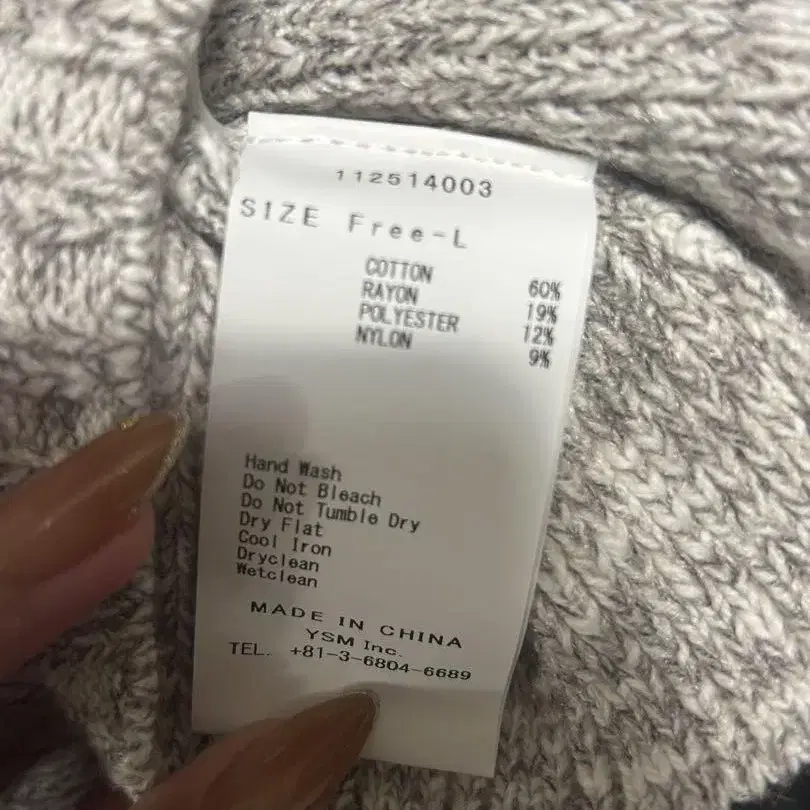 112514003
SIZE Free-L
COTTON 60%
RAYON 19%
POLYESTER 12%
NYLON 9%
Hand Wash
Do Not Bleach
Do Not Tumble Dry
Dry Flat
Cool Iron
Dryclean
Wetclean
MADE IN CHINA
YSM Inc.
TEL. +81-3-6804-6689